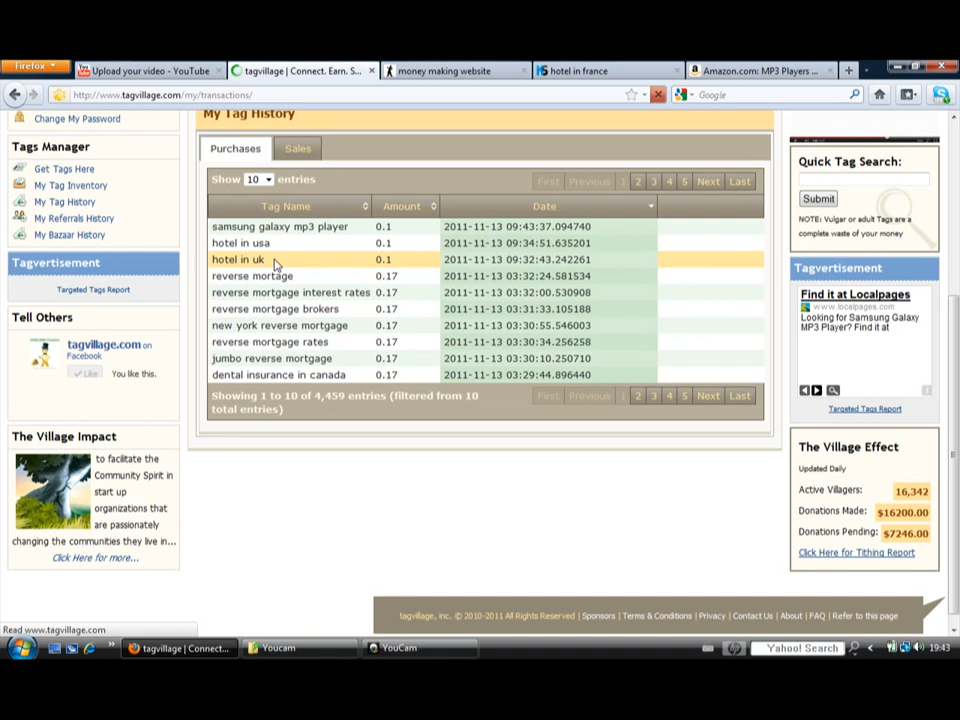 Firefox
Upload your video - YouTube
tagvillage | Connect. Earn. S...
money making website
hotel in france
Amazon.com: MP3 Players ...
http://www.tagvillage.com/my/transactions/
Google
Change My Password
Tags Manager
Get Tags Here
My Tag Inventory
My Tag History
My Referrals History
My Bazaar History
Tagvertisement
Targeted Tags Report
Tell Others
tagvillage.com on
Facebook
Like
You like this.
The Village Impact
to facilitate the
Community Spirit in
start up
organizations that
are passionately
changing the communities they live in...
Click Here for more...
My Tag History
Purchases
Sales
Show 10 entries
First Previous 1 2 3 4 5 Next Last
Tag Name Amount Date
samsung galaxy mp3 player 0.1 2011-11-13 09:43:37.094740
hotel in usa 0.1 2011-11-13 09:34:51.635201
hotel in uk 0.1 2011-11-13 09:32:43.242261
reverse mortage 0.17 2011-11-13 03:32:24.581534
reverse mortgage interest rates 0.17 2011-11-13 03:32:00.530908
reverse mortgage brokers 0.17 2011-11-13 03:31:33.105188
new york reverse mortgage 0.17 2011-11-13 03:30:55.546003
reverse mortgage rates 0.17 2011-11-13 03:30:34.256258
jumbo reverse mortgage 0.17 2011-11-13 03:30:10.250710
dental insurance in canada 0.17 2011-11-13 03:29:44.896440
Showing 1 to 10 of 4,459 entries (filtered from 10
total entries)
First Previous 1 2 3 4 5 Next Last
Quick Tag Search:
Submit
NOTE: Vulgar or adult Tags are a
complete waste of your money
Tagvertisement
Find it at Localpages
www.localpages.com
Looking for Samsung Galaxy
MP3 Player? Find it at
Targeted Tags Report
The Village Effect
Updated Daily
Active Villagers: 16,342
Donations Made: $16200.00
Donations Pending: $7246.00
Click Here for Tithing Report
tagvillage, inc. © 2010-2011 All Rights Reserved | Sponsors | Terms & Conditions | Privacy | Contact Us | About | FAQ | Refer to this page
Read www.tagvillage.com
tagvillage | Connect...
Youcam
YouCam
hp
Yahoo! Search
19:43